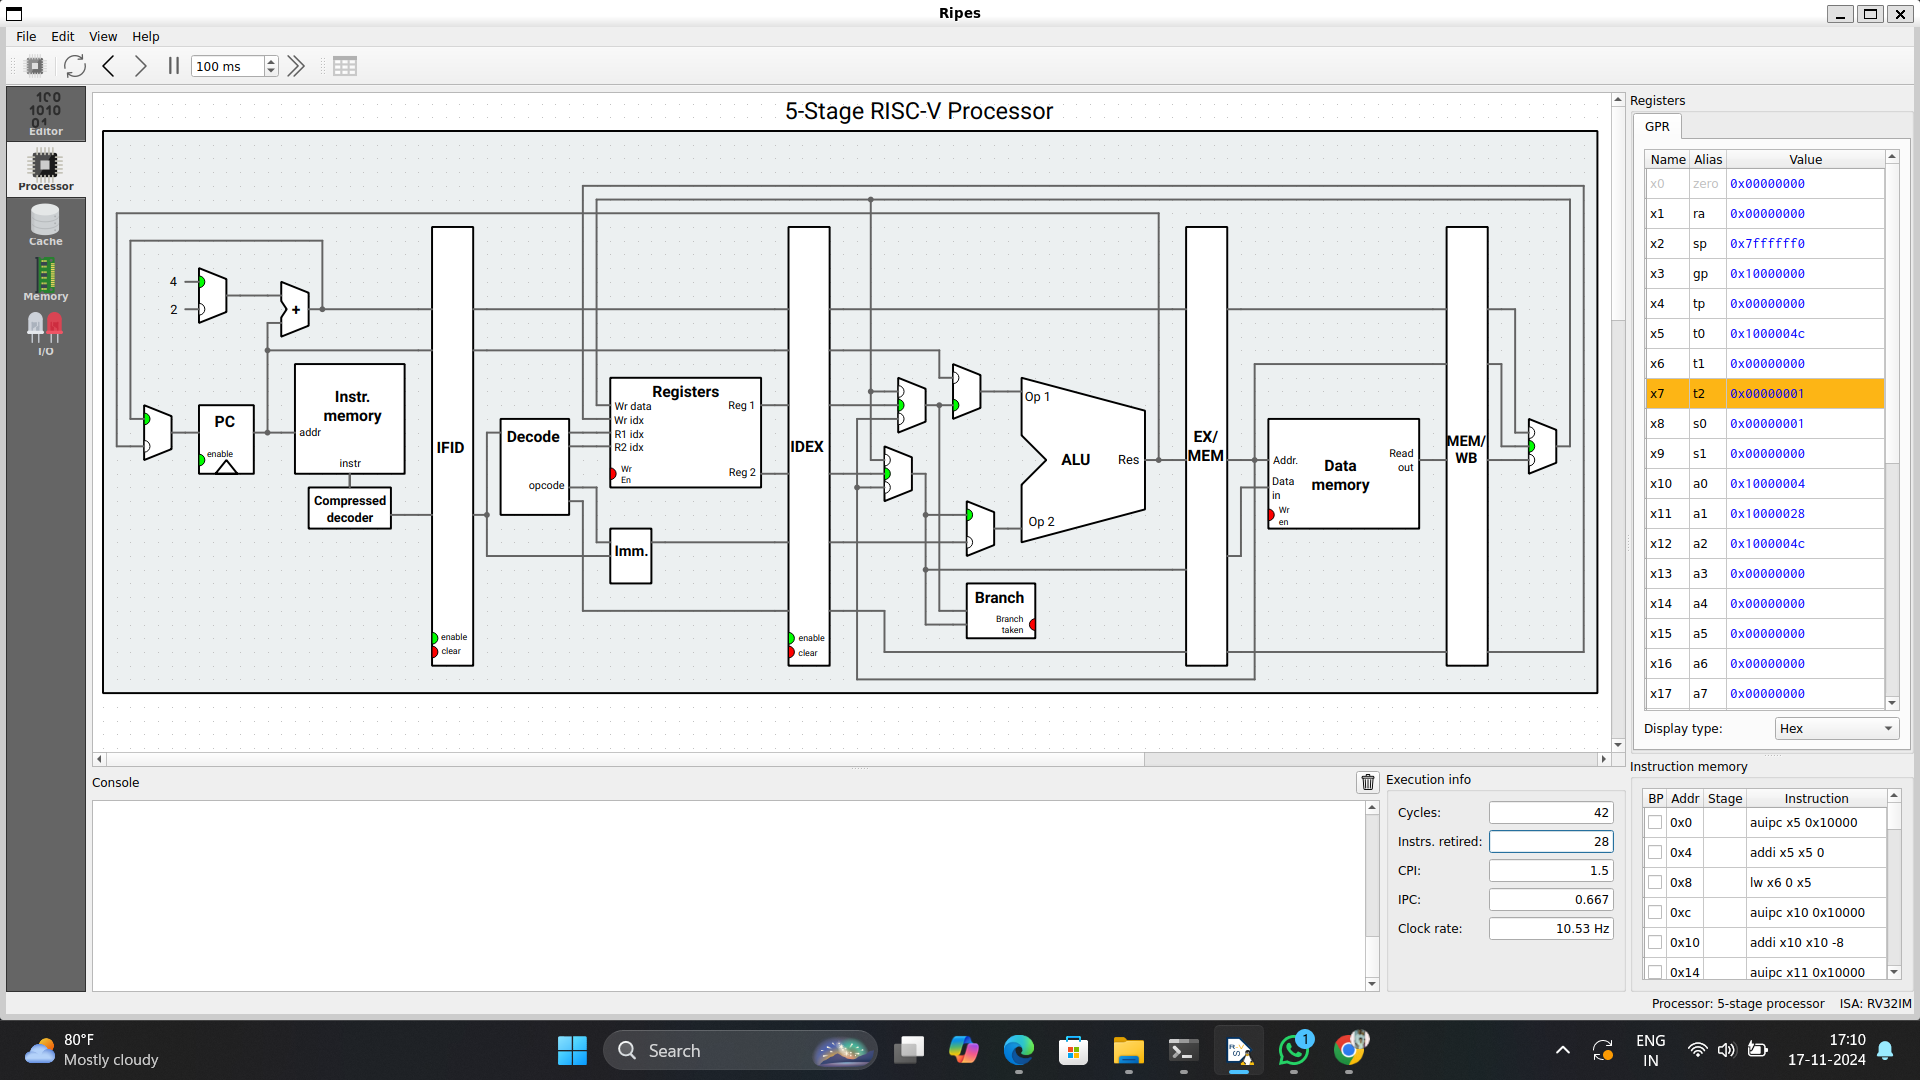 Ripes
File Edit View Help
100 ms
Editor
Processor
Cache
Memory
I/O
5-Stage RISC-V Processor
4
2
+
PC
enable
Instr.
memory
addr
instr
Compressed
decoder
IFID
enable
clear
Decode
opcode
Registers
Wr data
Wr idx
R1 idx
R2 idx
Wr
En
Reg 1
Reg 2
Imm.
IDEX
enable
clear
Op 1
ALU
Res
Op 2
Branch
Branch
taken
EX/
MEM
Addr.
Data
in
Wr
en
Data
memory
Read
out
MEM/
WB
Registers
GPR
Name Alias Value
x0 zero 0x00000000
x1 ra 0x00000000
x2 sp 0x7ffffff0
x3 gp 0x10000000
x4 tp 0x00000000
x5 t0 0x1000004c
x6 t1 0x00000000
x7 t2 0x00000001
x8 s0 0x00000001
x9 s1 0x00000000
x10 a0 0x10000004
x11 a1 0x10000028
x12 a2 0x1000004c
x13 a3 0x00000000
x14 a4 0x00000000
x15 a5 0x00000000
x16 a6 0x00000000
x17 a7 0x00000000
Display type: Hex
Console
Execution info
Cycles: 42
Instrs. retired: 28
CPI: 1.5
IPC: 0.667
Clock rate: 10.53 Hz
Instruction memory
BP Addr Stage Instruction
0x0 auipc x5 0x10000
0x4 addi x5 x5 0
0x8 lw x6 0 x5
0xc auipc x10 0x10000
0x10 addi x10 x10 -8
0x14 auipc x11 0x10000
Processor: 5-stage processor ISA: RV32IM
80°F
Mostly cloudy
Search
1
ENG
IN
17:10
17-11-2024